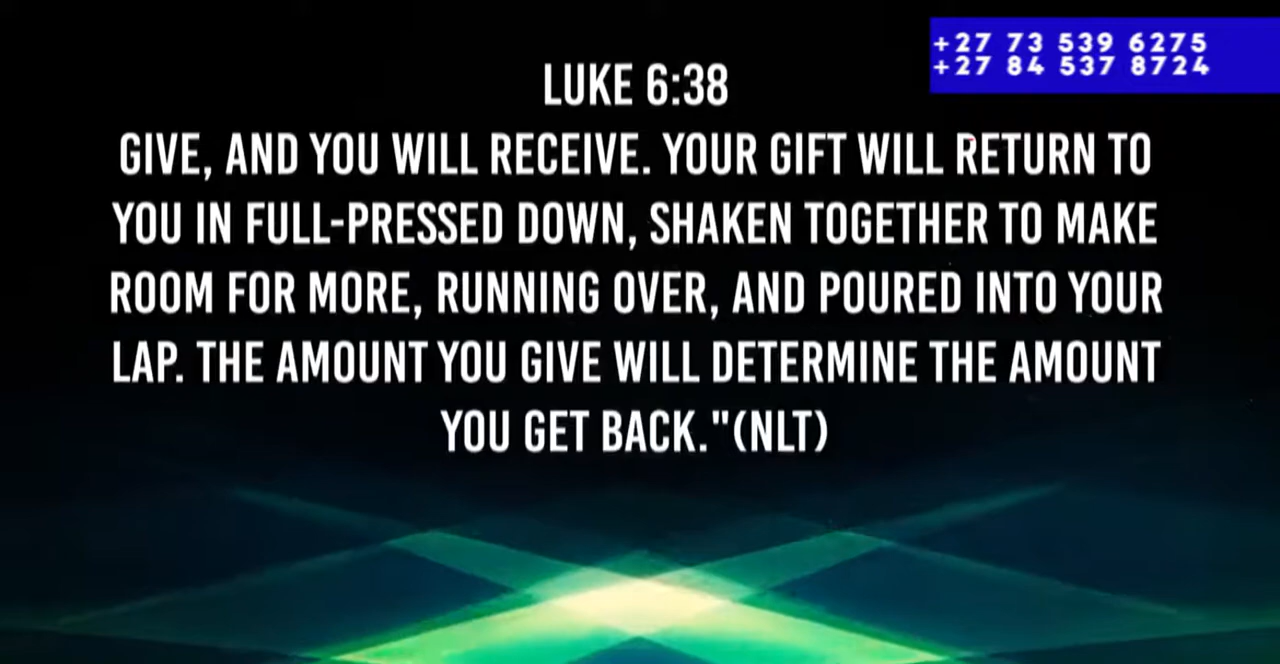 +27 73 539 6275
+27 84 537 8724
LUKE 6:38
GIVE, AND YOU WILL RECEIVE. YOUR GIFT WILL RETURN TO
YOU IN FULL-PRESSED DOWN, SHAKEN TOGETHER TO MAKE
ROOM FOR MORE, RUNNING OVER, AND POURED INTO YOUR
LAP. THE AMOUNT YOU GIVE WILL DETERMINE THE AMOUNT
YOU GET BACK."(NLT)